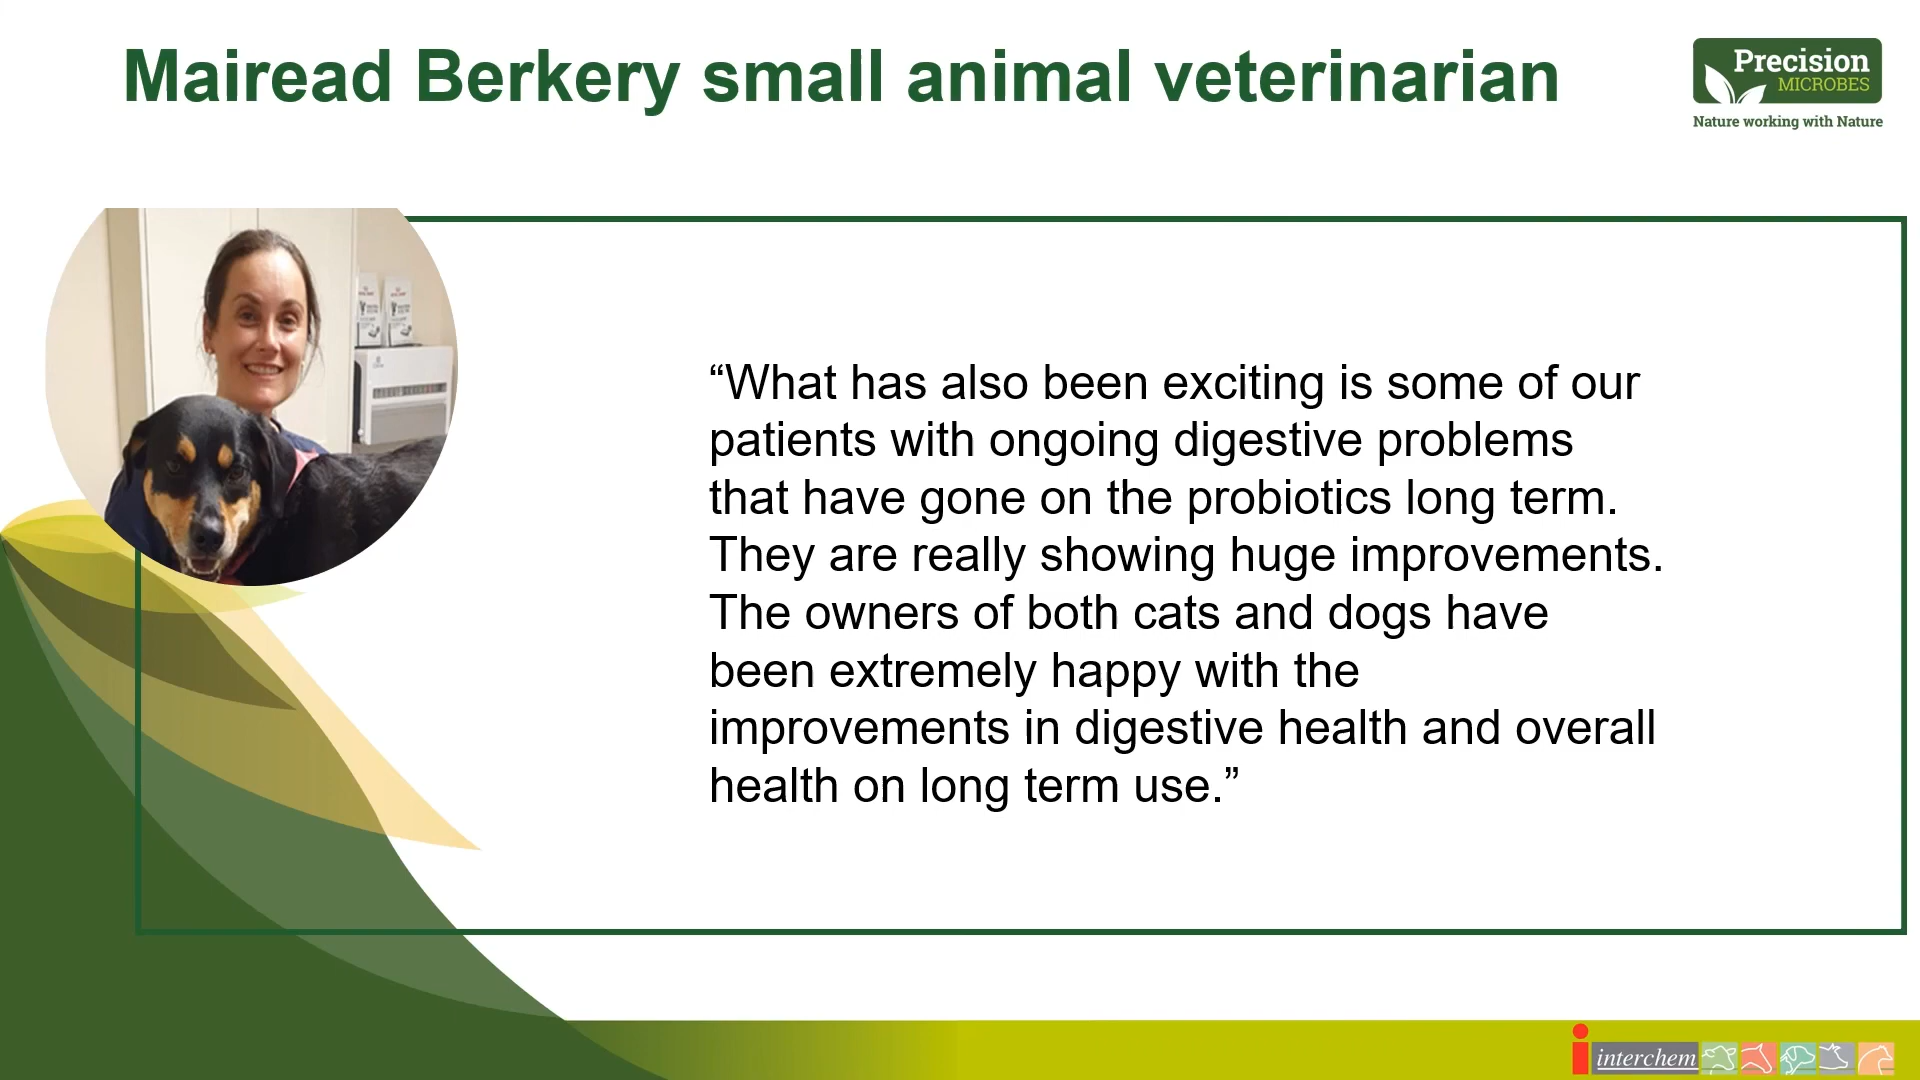 Mairead Berkery small animal veterinarian
Precision
MICROBES
Nature working with Nature
“What has also been exciting is some of our
patients with ongoing digestive problems
that have gone on the probiotics long term.
They are really showing huge improvements.
The owners of both cats and dogs have
been extremely happy with the
improvements in digestive health and overall
health on long term use.”
interchem